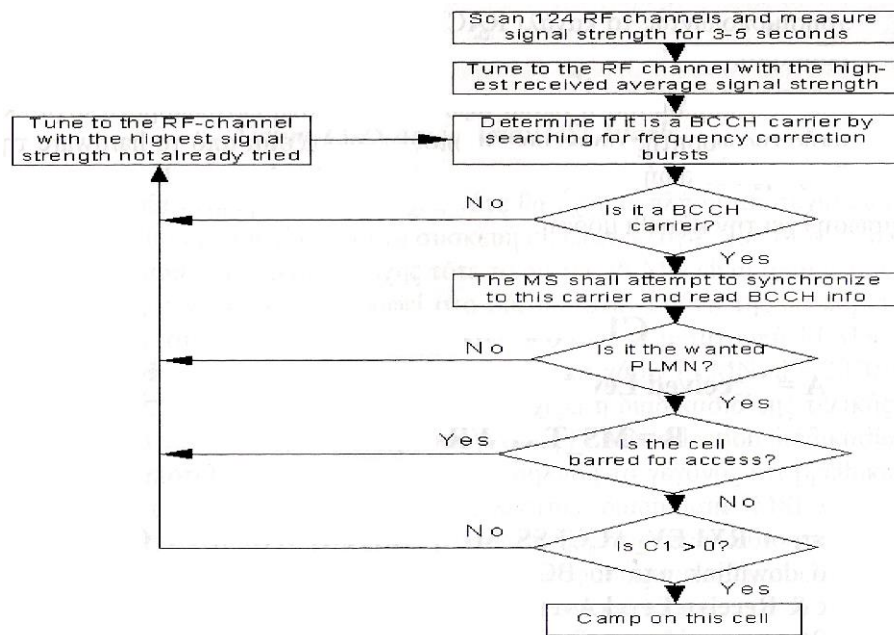 Scan 124 RF channels and measure
signal strength for 3-5 seconds
Tune to the RF channel with the high-
est received average signal strength
Tune to the RF-channel
with the highest signal
strength not already tried
Determine if it is a BCCH carrier by
searching for frequency correction
bursts
No
Is it a BCCH
carrier?
Yes
The MS shall attempt to synchronize
to this carrier and read BCCH info
No
Is it the wanted
PLMN?
Yes
Yes
Is the cell
barred for access?
No
No
Is C1 > 0?
Yes
Camp on this cell